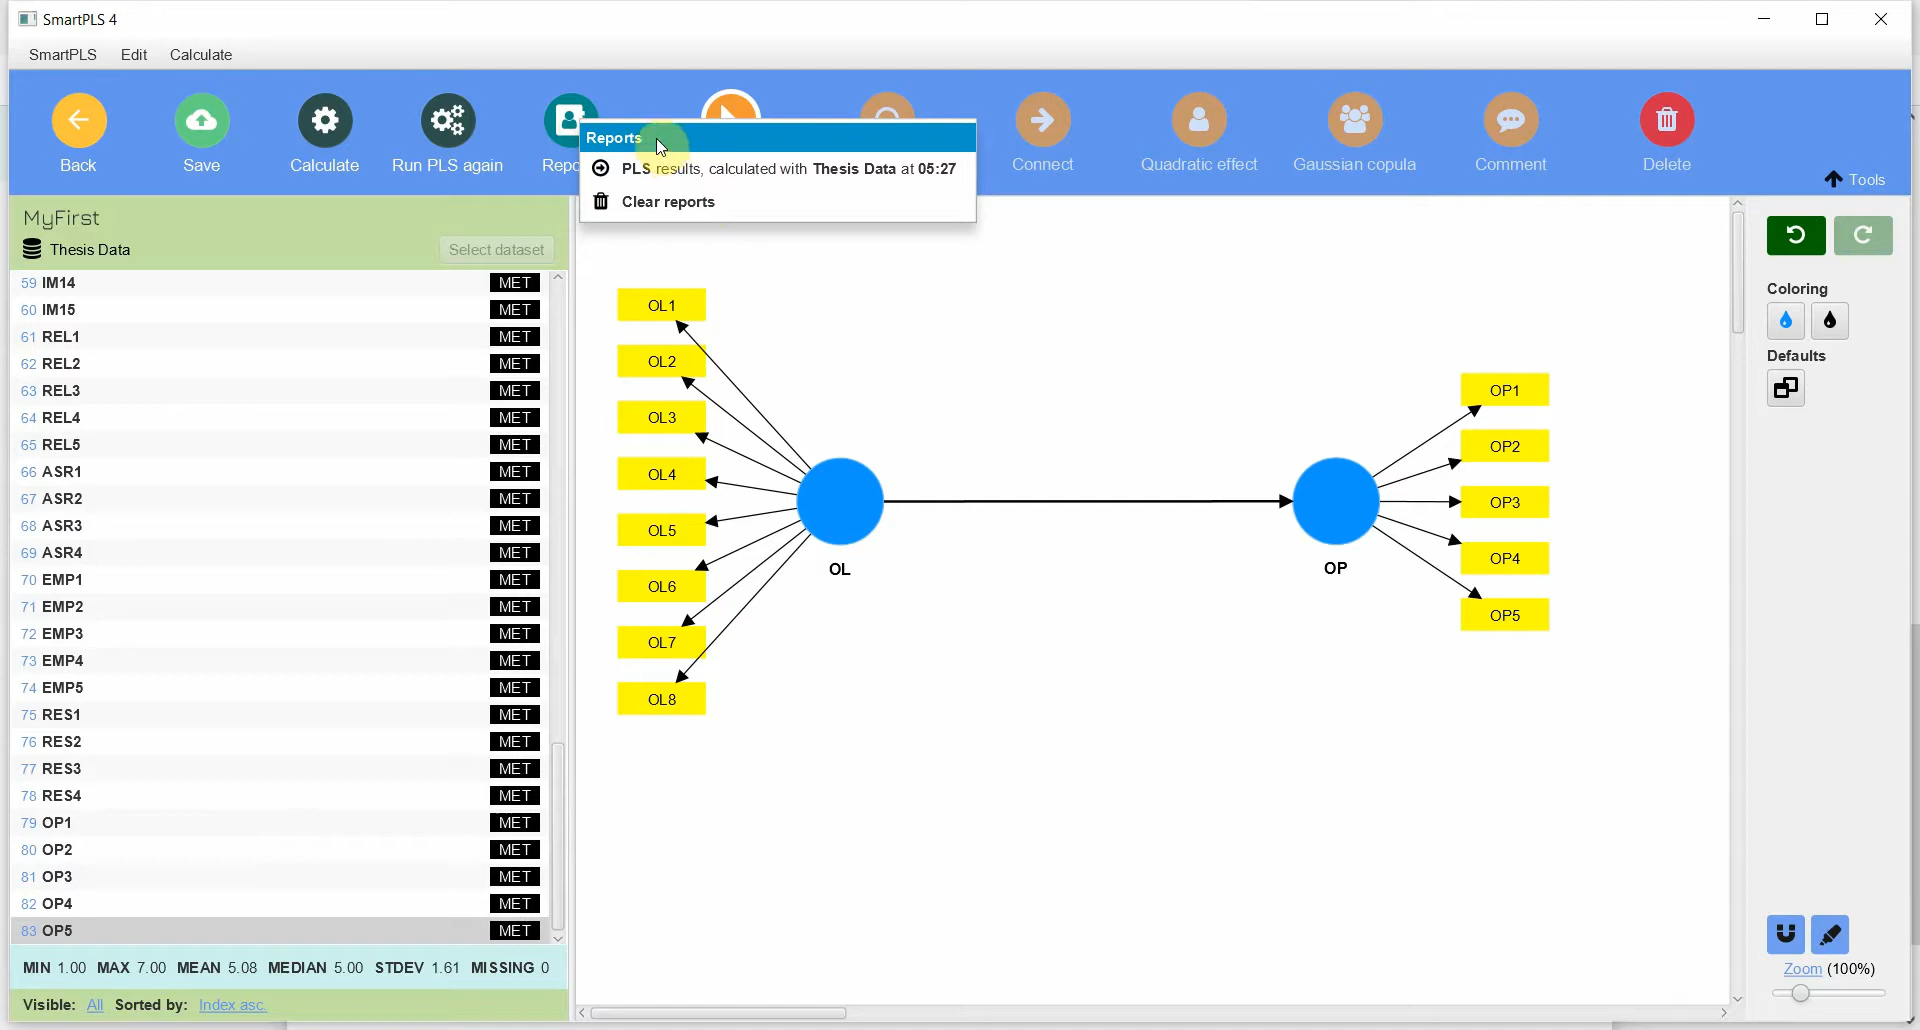 SmartPLS 4
SmartPLS Edit Calculate
Back
Save
Calculate
Run PLS again
Repo
Connect
Quadratic effect
Gaussian copula
Comment
Delete
Tools
Reports
PLS results, calculated with Thesis Data at 05:27
Clear reports
MyFirst
Thesis Data
Select dataset
59 IM14 MET
60 IM15 MET
61 REL1 MET
62 REL2 MET
63 REL3 MET
64 REL4 MET
65 REL5 MET
66 ASR1 MET
67 ASR2 MET
68 ASR3 MET
69 ASR4 MET
70 EMP1 MET
71 EMP2 MET
72 EMP3 MET
73 EMP4 MET
74 EMP5 MET
75 RES1 MET
76 RES2 MET
77 RES3 MET
78 RES4 MET
79 OP1 MET
80 OP2 MET
81 OP3 MET
82 OP4 MET
83 OP5 MET
MIN 1.00 MAX 7.00 MEAN 5.08 MEDIAN 5.00 STDEV 1.61 MISSING 0
Visible: All Sorted by: Index asc.
OL1
OL2
OL3
OL4
OL5
OL6
OL7
OL8
OL
OP
OP1
OP2
OP3
OP4
OP5
Coloring
Defaults
Zoom (100%)